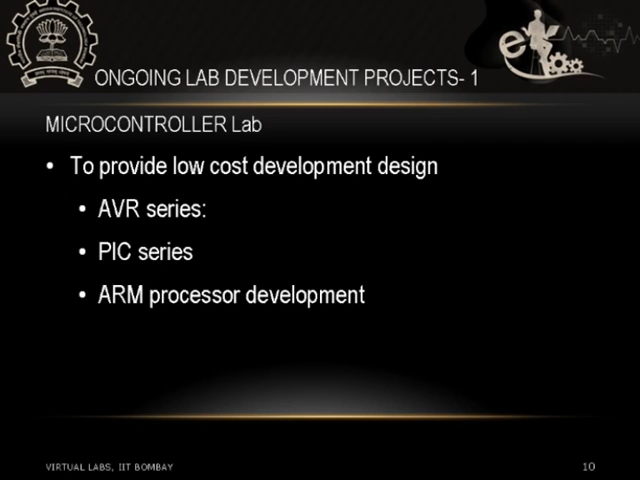 ONGOING LAB DEVELOPMENT PROJECTS- 1
MICROCONTROLLER Lab
• To provide low cost development design
• AVR series:
• PIC series
• ARM processor development
VIRTUAL LABS, IIT BOMBAY
10